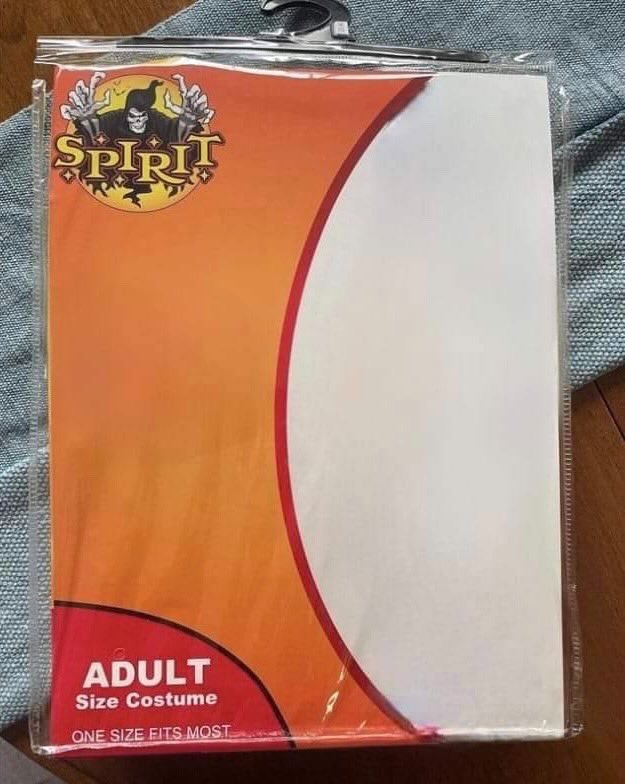 SPIRIT
ADULT
Size Costume
ONE SIZE FITS MOST